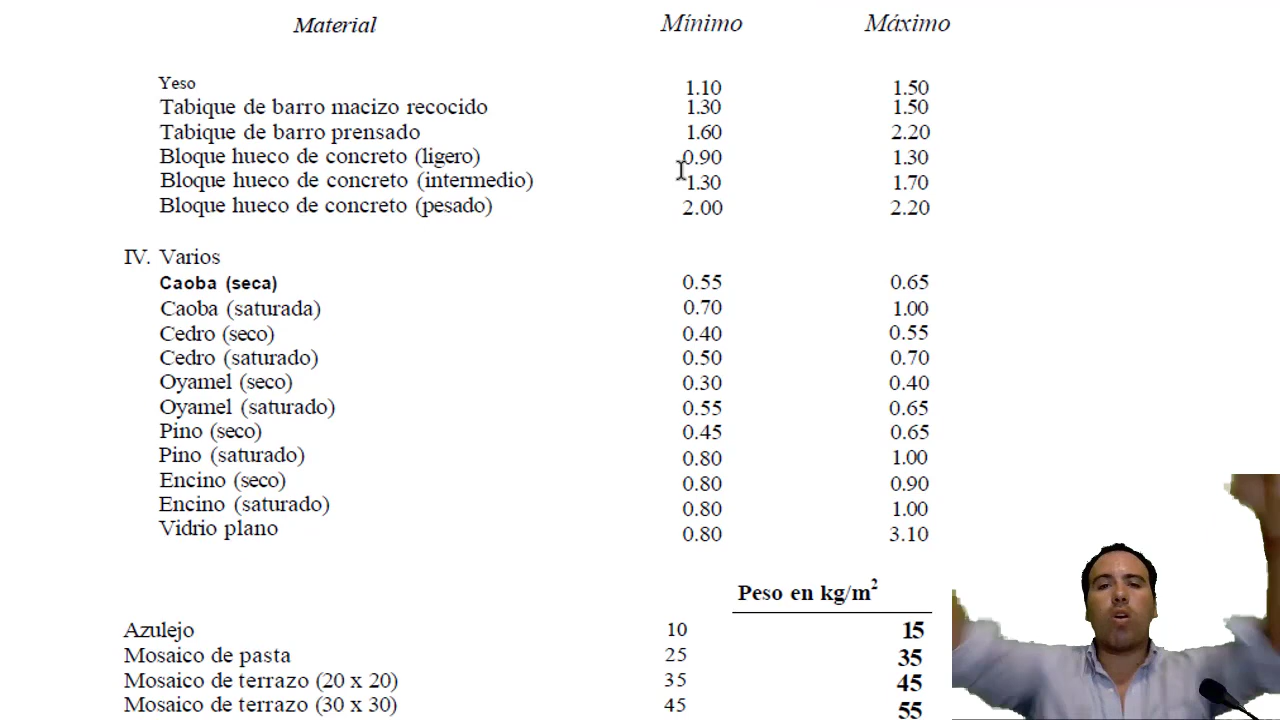 Material Mínimo Máximo
Yeso 1.10 1.50
Tabique de barro macizo recocido 1.30 1.50
Tabique de barro prensado 1.60 2.20
Bloque hueco de concreto (ligero) 0.90 1.30
Bloque hueco de concreto (intermedio) 1.30 1.70
Bloque hueco de concreto (pesado) 2.00 2.20
IV. Varios
Caoba (seca) 0.55 0.65
Caoba (saturada) 0.70 1.00
Cedro (seco) 0.40 0.55
Cedro (saturado) 0.50 0.70
Oyamel (seco) 0.30 0.40
Oyamel (saturado) 0.55 0.65
Pino (seco) 0.45 0.65
Pino (saturado) 0.80 1.00
Encino (seco) 0.80 0.90
Encino (saturado) 0.80 1.00
Vidrio plano 0.80 3.10
Peso en kg/m²
Azulejo 10 15
Mosaico de pasta 25 35
Mosaico de terrazo (20 x 20) 35 45
Mosaico de terrazo (30 x 30) 45 55